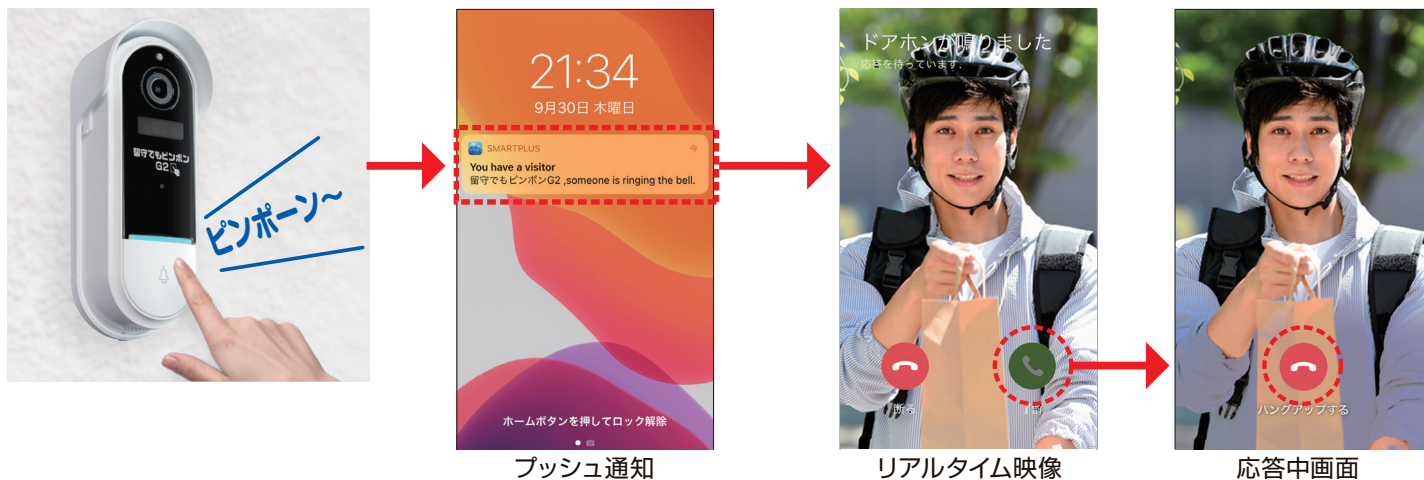 留守でもピンポン
G2
ピンポーン~
21:34
9月30日 木曜日
SMARTPLUS
You have a visitor
留守でもピンポンG2 ,someone is ringing the bell.
ホームボタンを押してロック解除
プッシュ通知
ドアホンが鳴りました
応答を待っています.
断る
了解
リアルタイム映像
ハングアップする
応答中画面